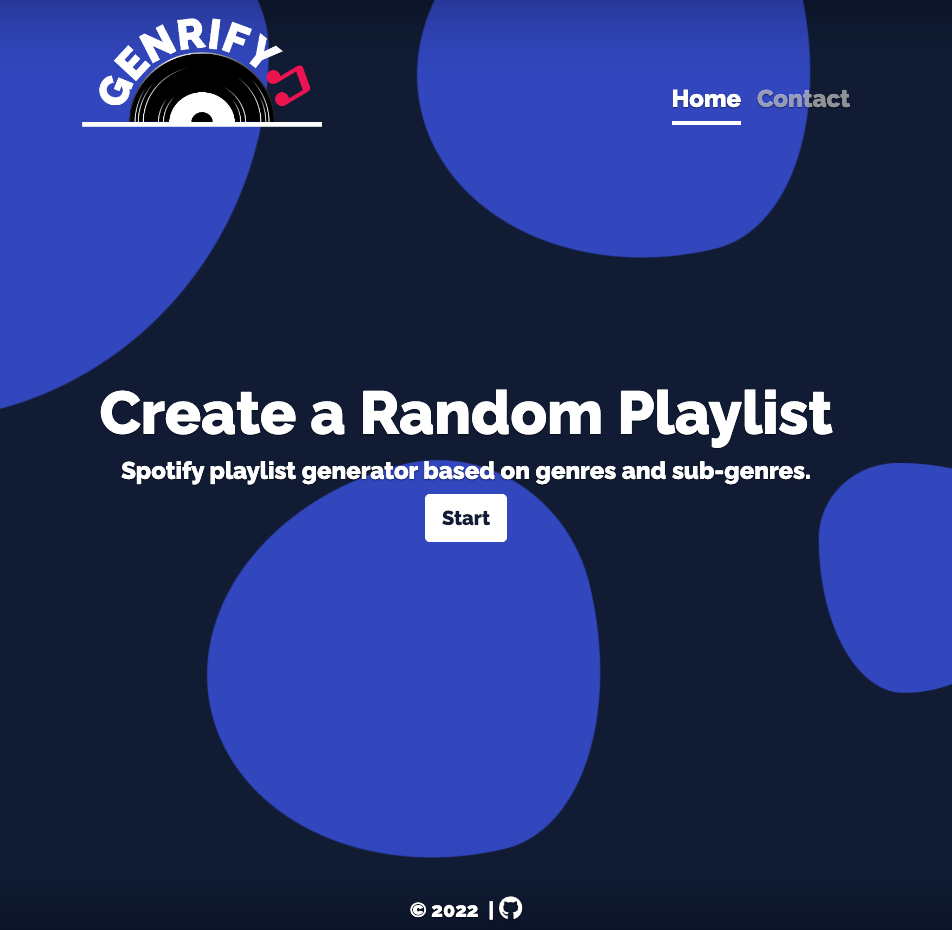 GENRIFY
Home Contact
Create a Random Playlist
Spotify playlist generator based on genres and sub-genres.
Start
© 2022 |